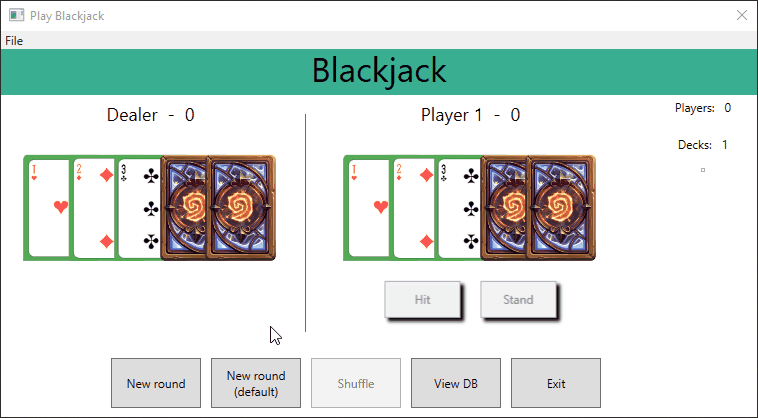 Play Blackjack
File
Blackjack
Dealer - 0
Player 1 - 0
Players: 0
Decks: 1
1
2
3
1
2
3
Hit
Stand
New round
New round
(default)
Shuffle
View DB
Exit